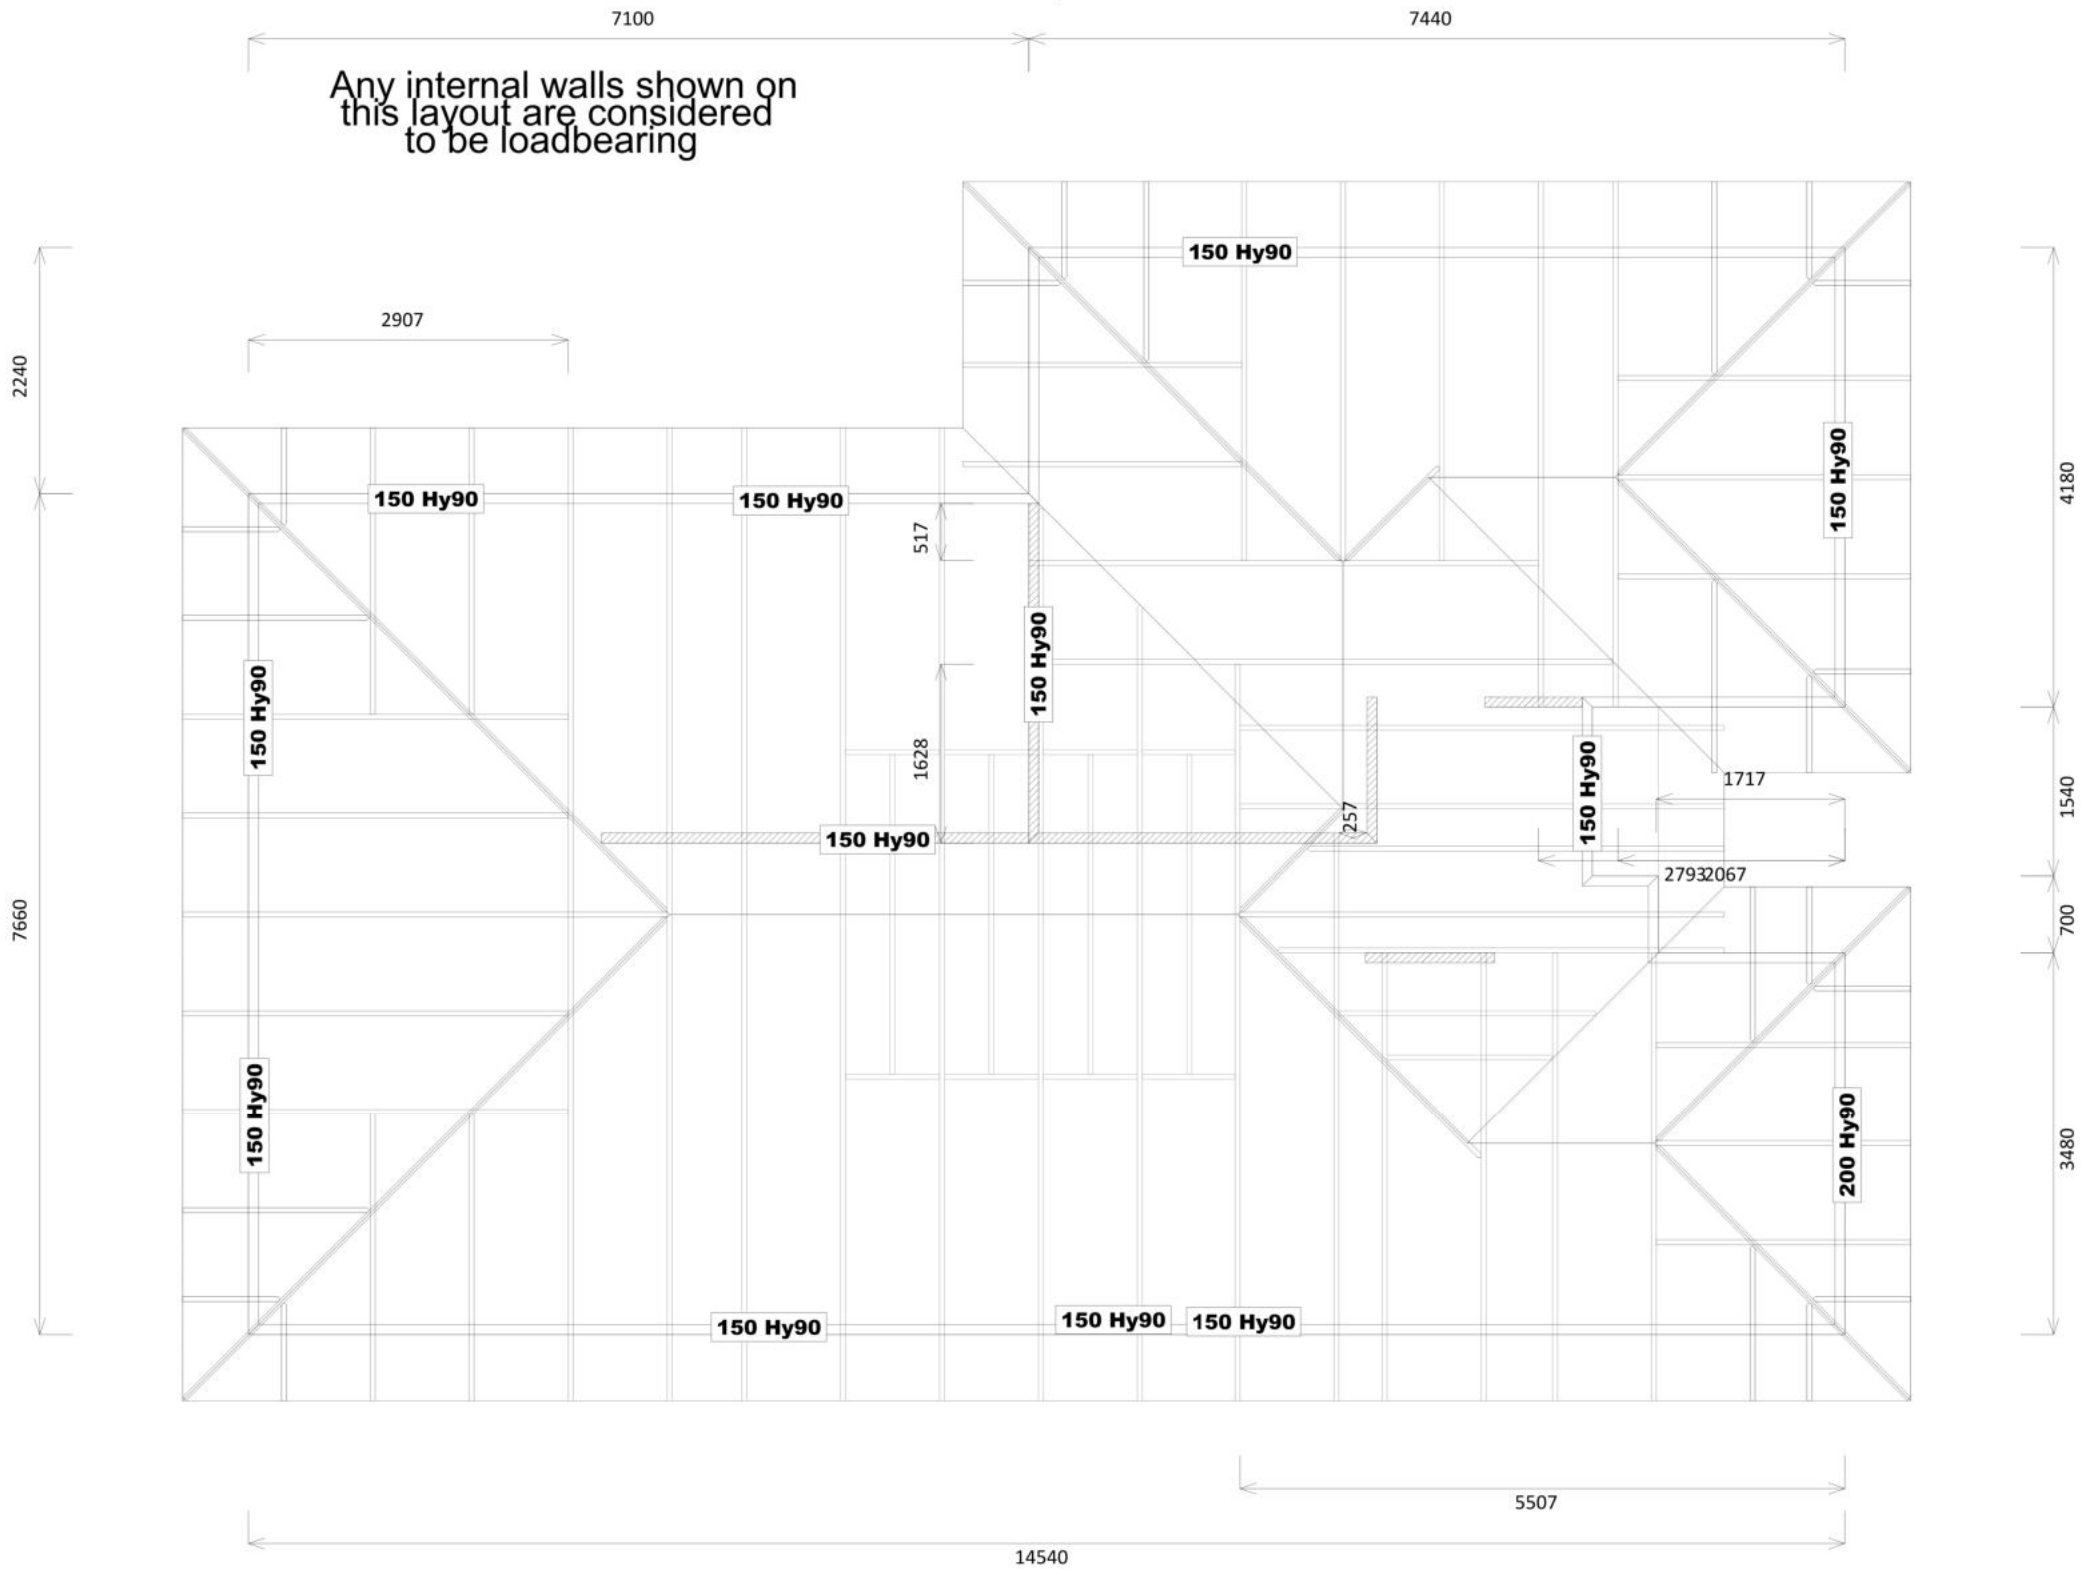 7100
7440
Any internal walls shown on
this layout are considered
to be loadbearing
150 Hy90
2907
2240
150 Hy90
150 Hy90
150 Hy90
4180
517
150 Hy90
150 Hy90
1628
150 Hy90
1717
1540
257
150 Hy90
2793
2067
7660
700
150 Hy90
200 Hy90
3480
150 Hy90
150 Hy90
150 Hy90
5507
14540